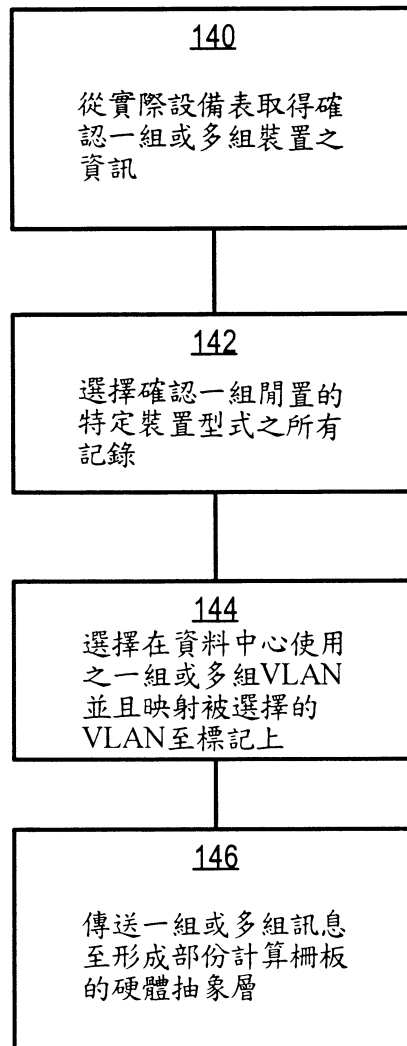 140
從實際設備表取得確
認一組或多組裝置之
資訊
142
選擇確認一組閒置的
特定裝置型式之所有
記錄
144
選擇在資料中心使用
之一組或多組VLAN
並且映射被選擇的
VLAN至標記上
146
傳送一組或多組訊息
至形成部份計算柵板
的硬體抽象層